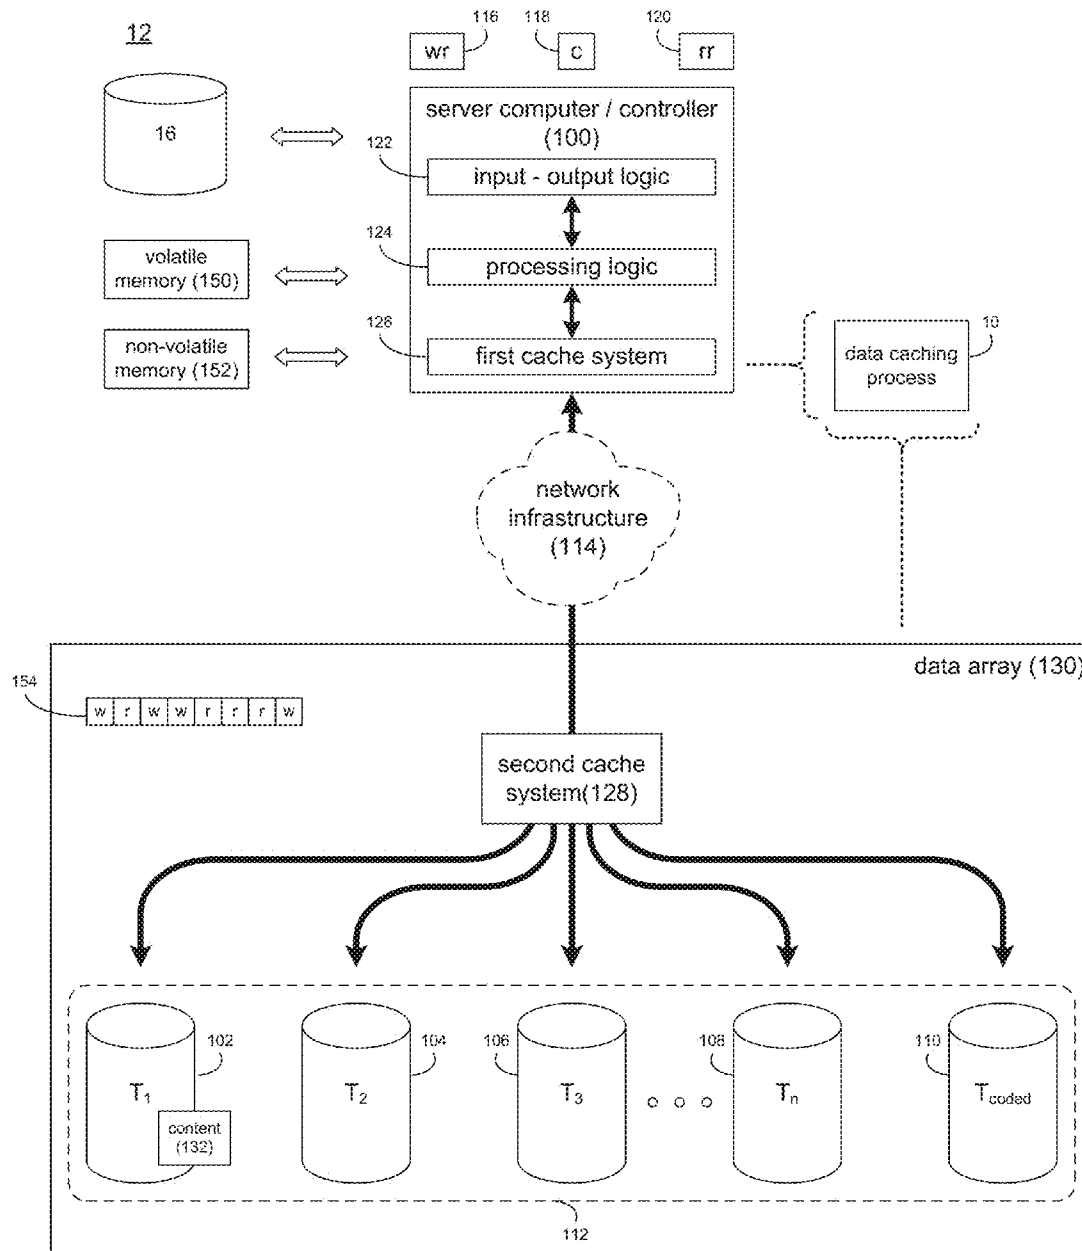 12
116
118
120
wr
c
rr
16
server computer / controller
(100)
122
input - output logic
124
processing logic
126
first cache system
volatile
memory (150)
non-volatile
memory (152)
10
data caching
process
network
infrastructure
(114)
data array (130)
154
w r w w r r r w
second cache
system(128)
102
104
106
108
110
T1
T2
T3
Tn
Tcoded
content
(132)
112